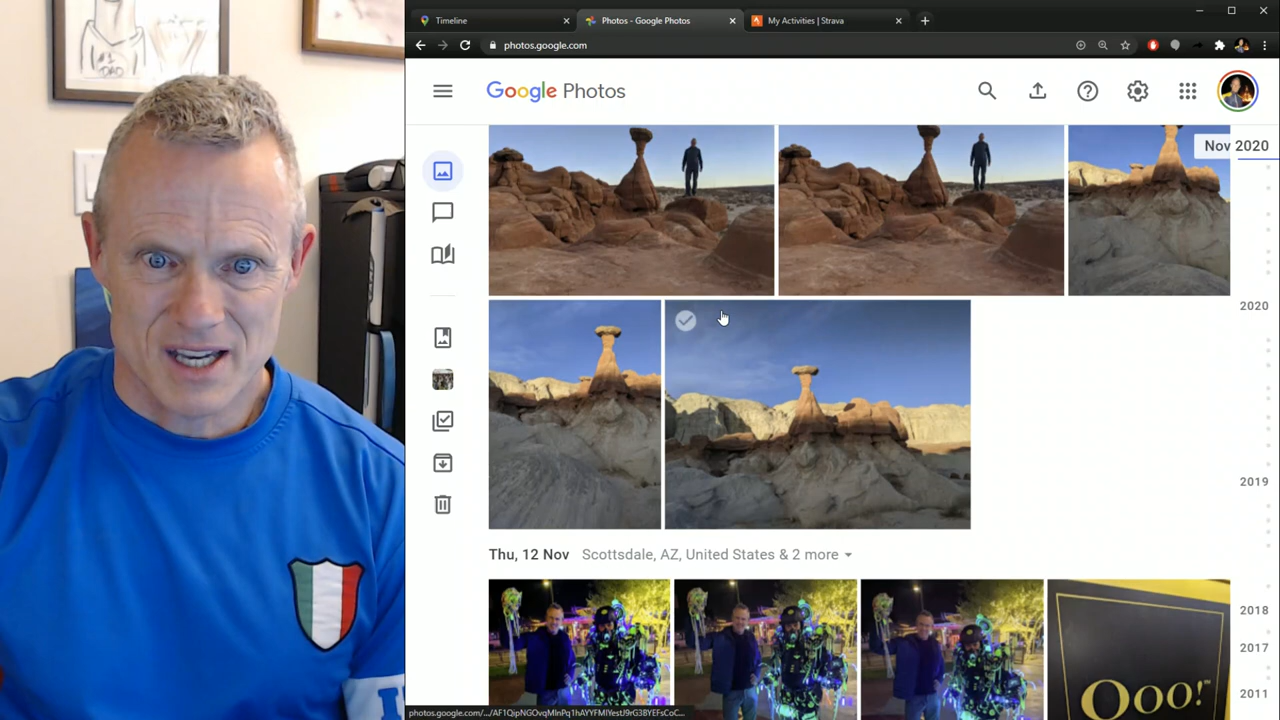 Timeline
Photos - Google Photos
My Activities | Strava
photos.google.com
Google Photos
Nov 2020
2020
2019
Thu, 12 Nov Scottsdale, AZ, United States & 2 more
2018
2017
2011
Ooo!